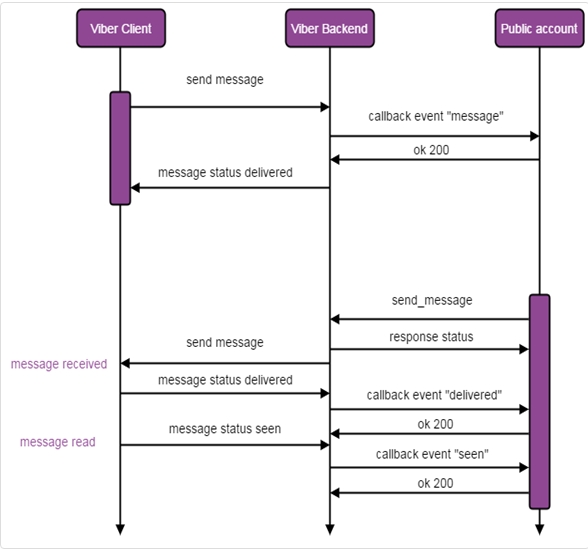 Viber Client
Viber Backend
Public account
send message
callback event "message"
ok 200
message status delivered
send_message
response status
send message
message received
message status delivered
callback event "delivered"
ok 200
message status seen
message read
callback event "seen"
ok 200